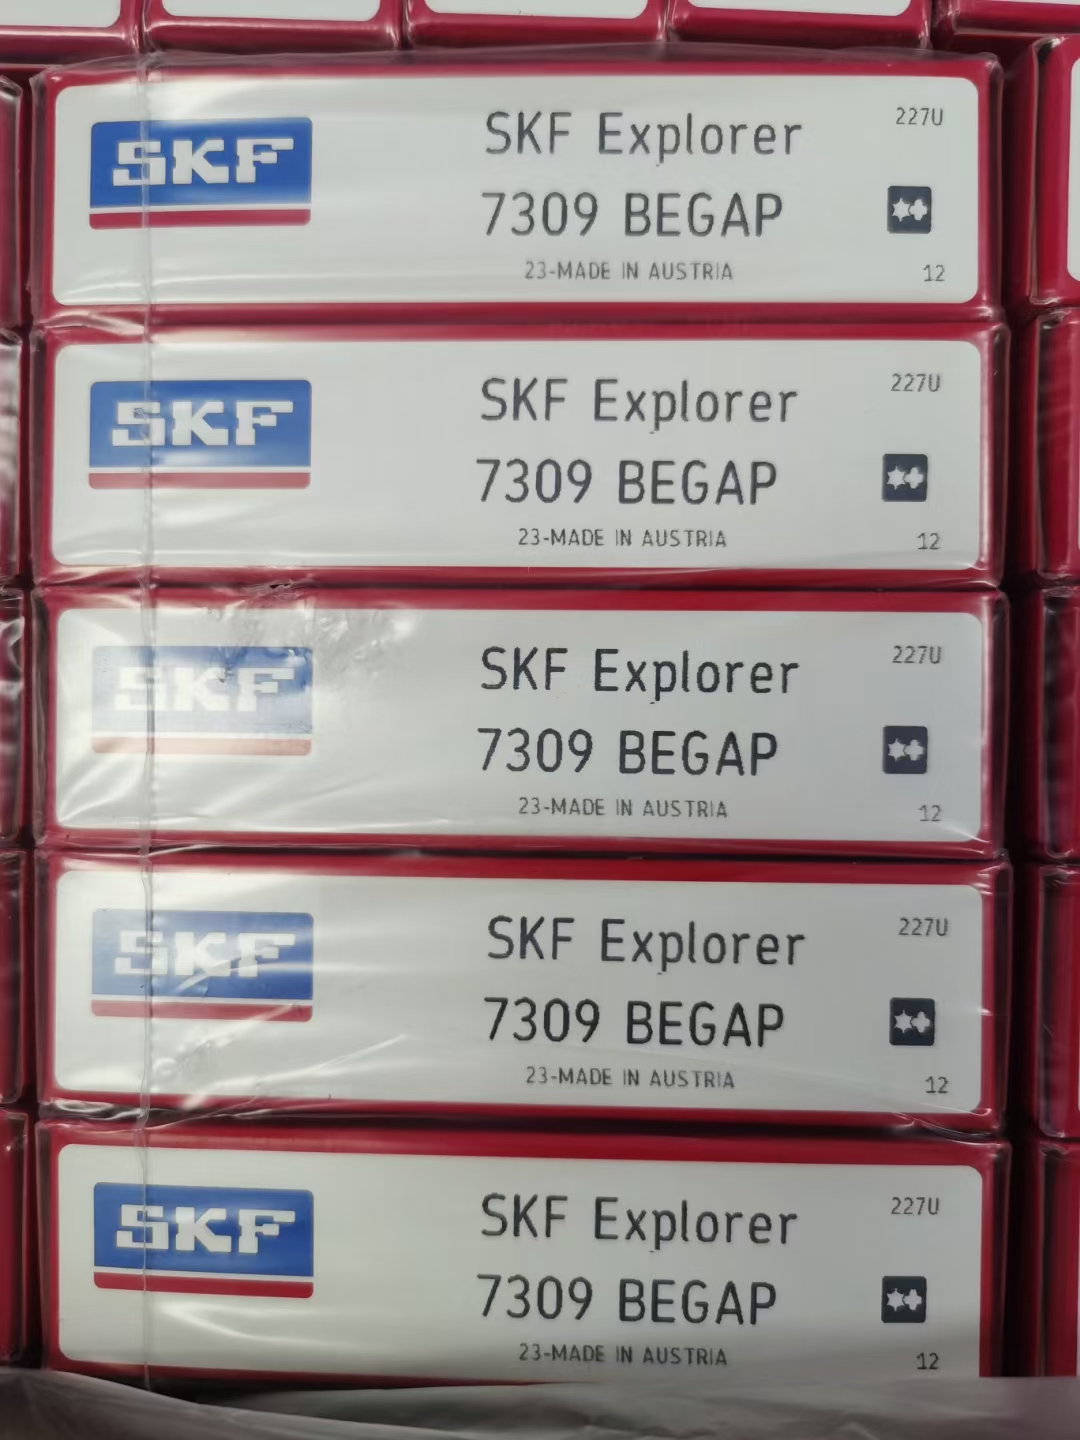 SKF
SKF Explorer
227U
7309 BEGAP
23-MADE IN AUSTRIA
12
SKF
SKF Explorer
227U
7309 BEGAP
23-MADE IN AUSTRIA
12
SKF
SKF Explorer
227U
7309 BEGAP
23-MADE IN AUSTRIA
12
SKF
SKF Explorer
227U
7309 BEGAP
23-MADE IN AUSTRIA
12
SKF
SKF Explorer
227U
7309 BEGAP
23-MADE IN AUSTRIA
12